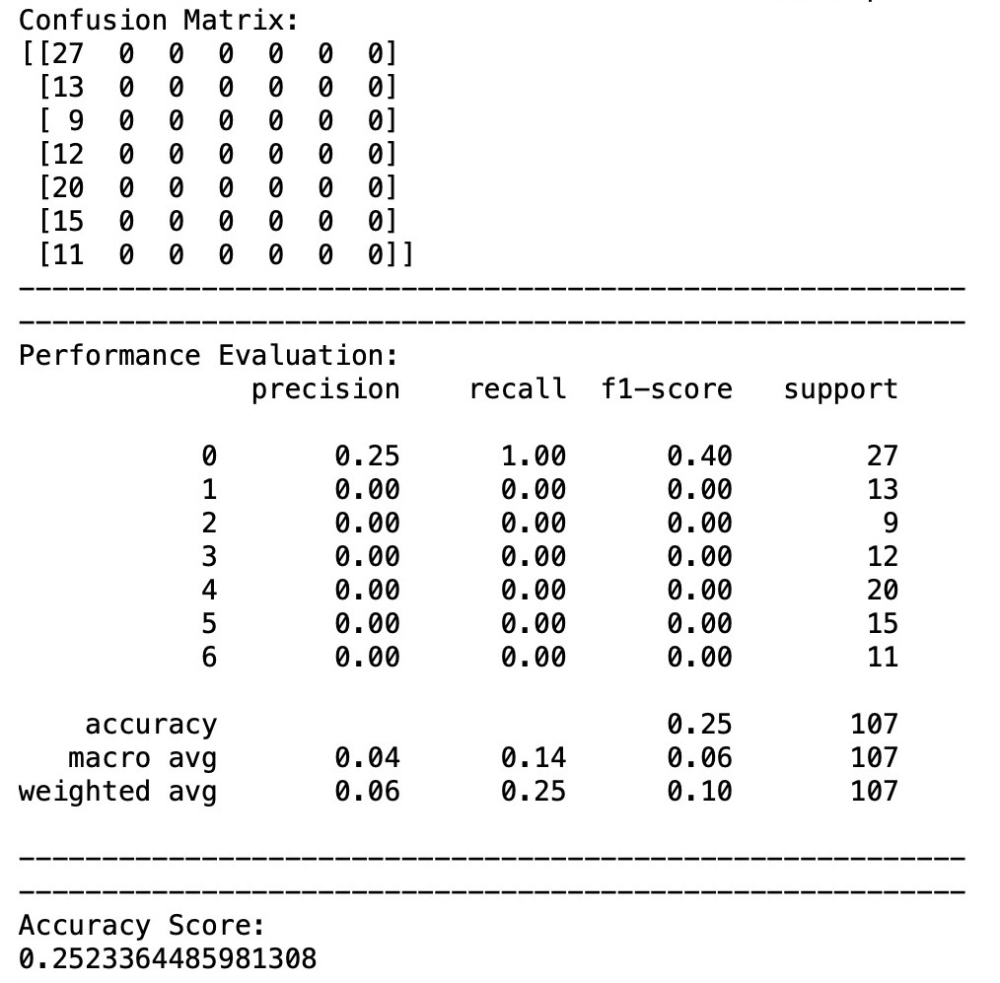 Confusion Matrix:
[[27  0  0  0  0  0  0]
 [13  0  0  0  0  0  0]
 [ 9  0  0  0  0  0  0]
 [12  0  0  0  0  0  0]
 [20  0  0  0  0  0  0]
 [15  0  0  0  0  0  0]
 [11  0  0  0  0  0  0]]
---------------------------------------------------------
---------------------------------------------------------
Performance Evaluation:
              precision    recall  f1-score   support

           0       0.25      1.00      0.40        27
           1       0.00      0.00      0.00        13
           2       0.00      0.00      0.00         9
           3       0.00      0.00      0.00        12
           4       0.00      0.00      0.00        20
           5       0.00      0.00      0.00        15
           6       0.00      0.00      0.00        11

    accuracy                           0.25       107
   macro avg       0.04      0.14      0.06       107
weighted avg       0.06      0.25      0.10       107

---------------------------------------------------------
---------------------------------------------------------
Accuracy Score:
0.2523364485981308